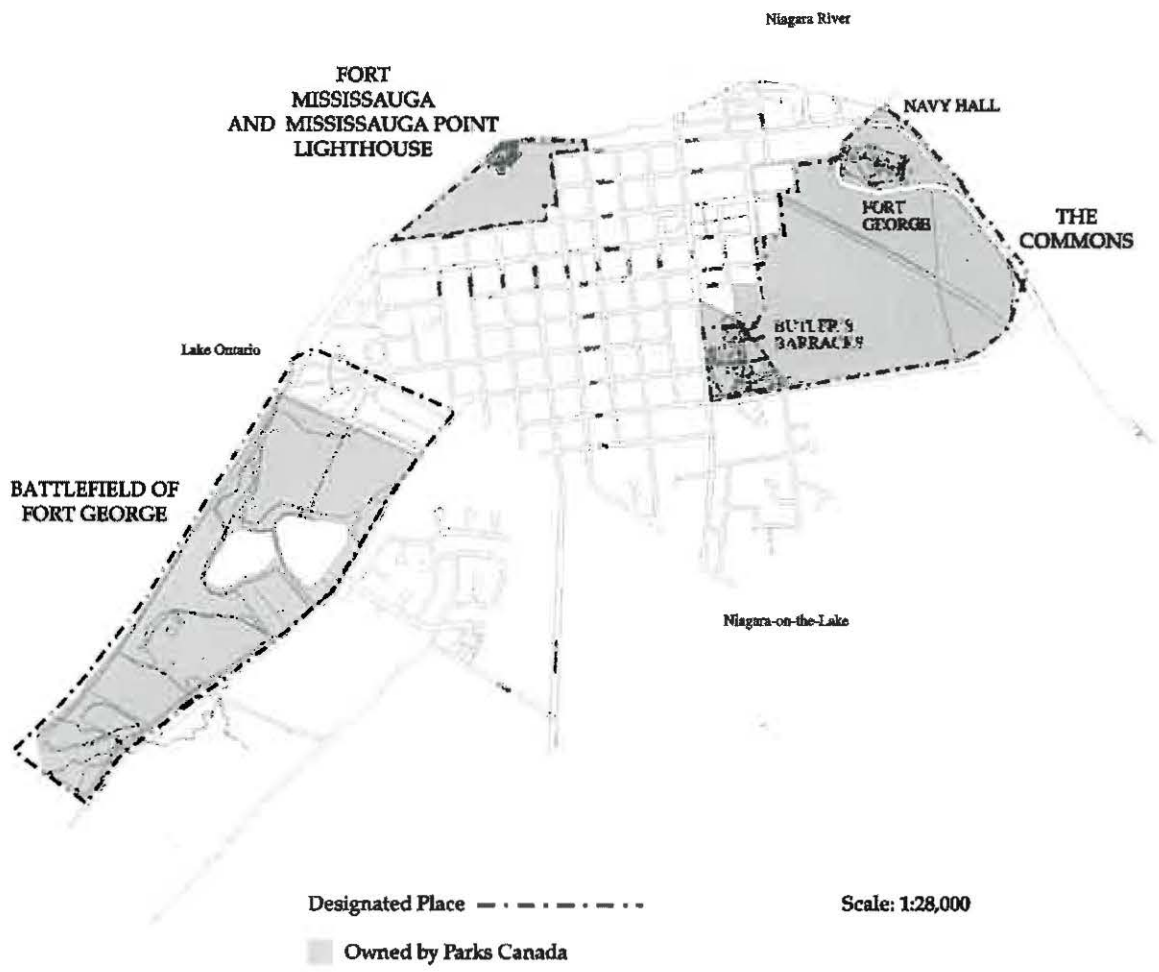 Niagara River
FORT
MISSISSAUGA
AND MISSISSAUGA POINT
LIGHTHOUSE
NAVY HALL
FORT
GEORGE
THE
COMMONS
BUTLER'S
BARRACKS
Lake Ontario
BATTLEFIELD OF
FORT GEORGE
Niagara-on-the-Lake
Designated Place
Scale: 1:28,000
Owned by Parks Canada